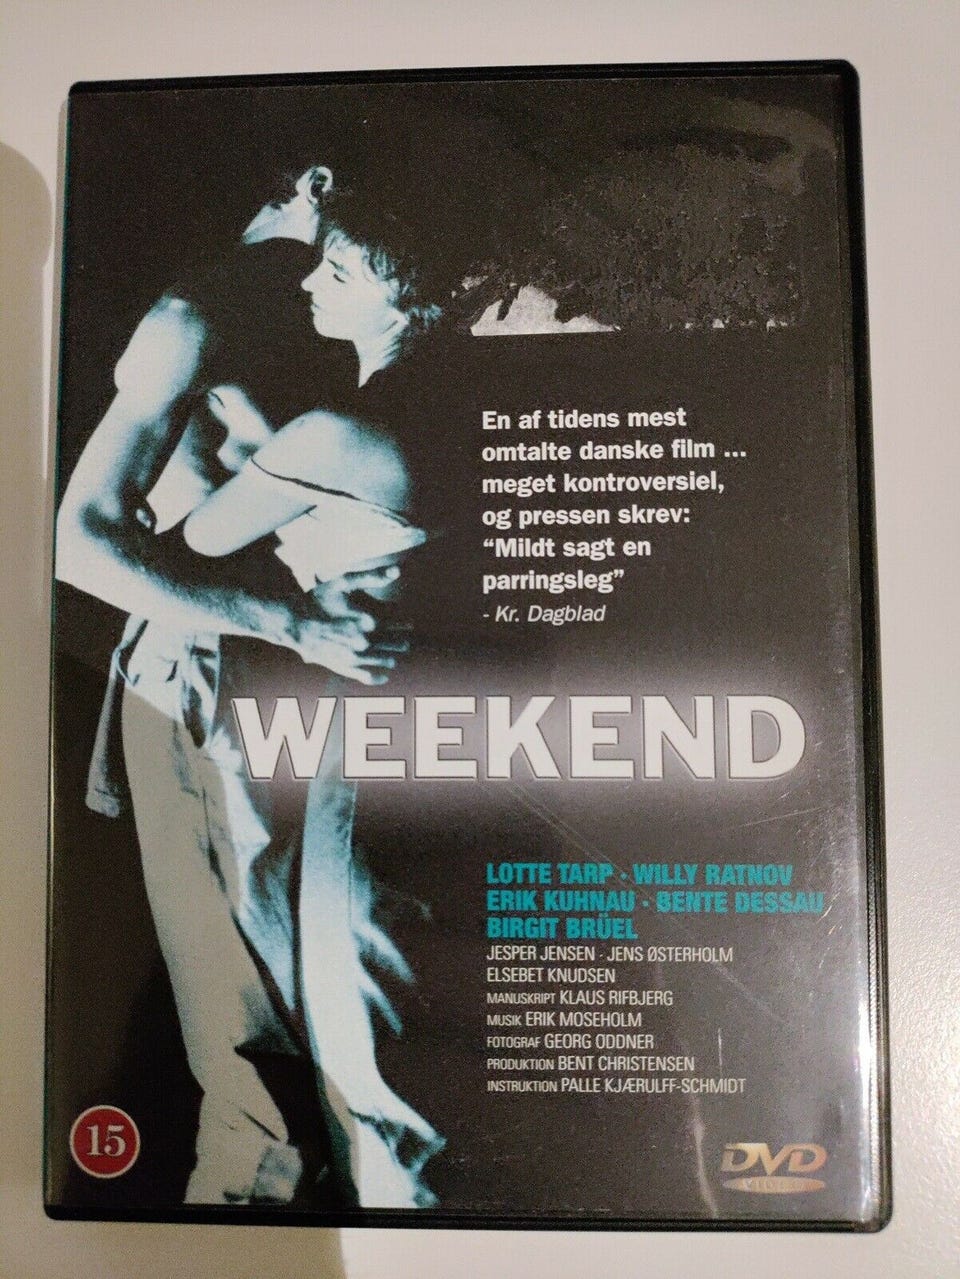 En af tidens mest
omtalte danske film ...
meget kontroversiel,
og pressen skrev:
“Mildt sagt en
parringsleg”
- Kr. Dagblad
WEEKEND
LOTTE TARP · WILLY RATNOV
ERIK KUHNAU · BENTE DESSAU
BIRGIT BRÜEL
JESPER JENSEN · JENS ØSTERHOLM
ELSEBET KNUDSEN
MANUSKRIPT KLAUS RIFBJERG
MUSIK ERIK MOSEHOLM
FOTOGRAF GEORG ODDNER
PRODUKTION BENT CHRISTENSEN
INSTRUKTION PALLE KJÆRULFF-SCHMIDT
15
DVD
VIDEO